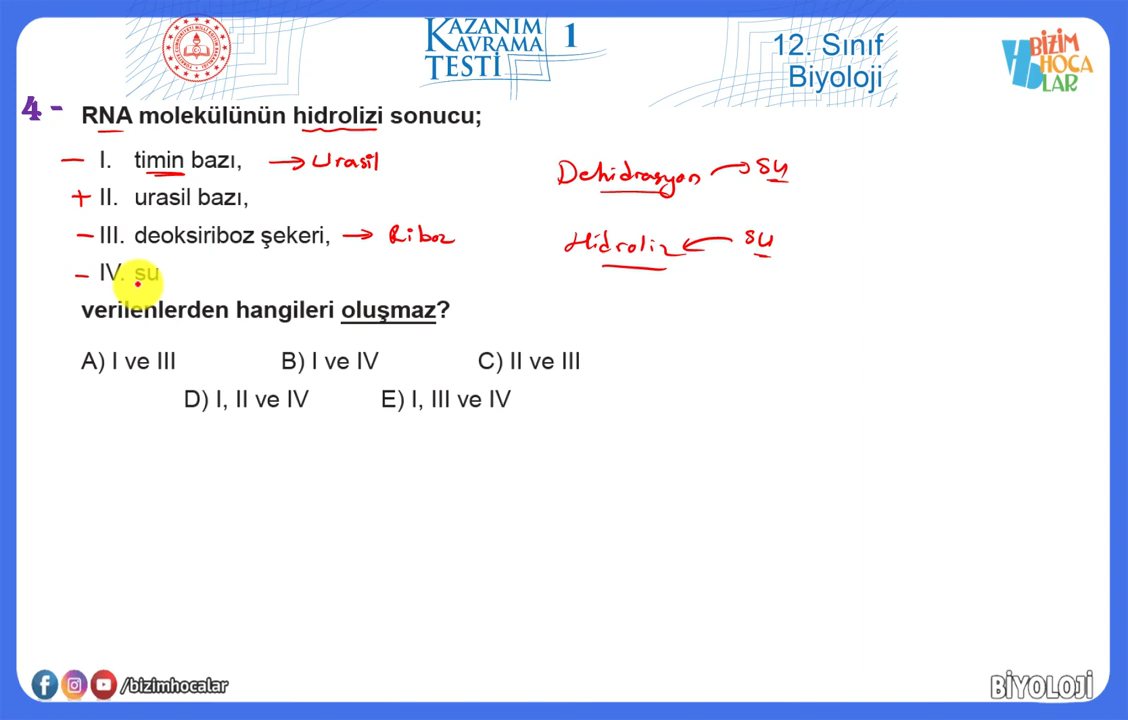 KAZANIM
KAVRAMA
TESTİ
1
12. Sınıf
Biyoloji
BİZİM
HOCA
LAR
4-
RNA molekülünün hidrolizi sonucu;
— I. timin bazı, → Urasil
+ II. urasil bazı,
— III. deoksiriboz şekeri, → Riboz
— IV. su
Dehidrasyon → su
Hidroliz ← su
verilenlerden hangileri oluşmaz?
A) I ve III B) I ve IV C) II ve III
D) I, II ve IV E) I, III ve IV
/bizimhocalar
BİYOLOJİ